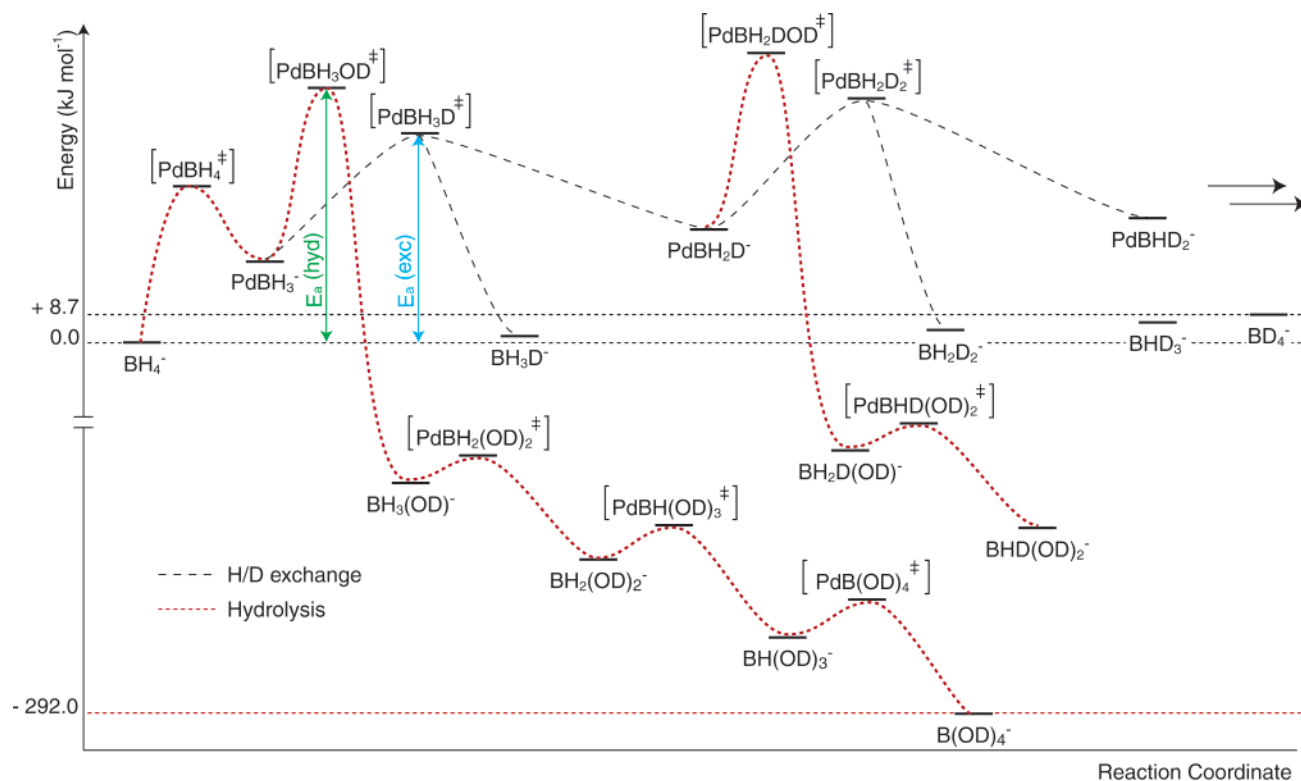 Energy (kJ mol⁻¹)
[PdBH₄‡]
[PdBH₃OD‡]
[PdBH₃D‡]
[PdBH₂DOD‡]
[PdBH₂D₂‡]
PdBH₃⁻
PdBH₂D⁻
PdBHD₂⁻
Eₐ (hyd)
Eₐ (exc)
+ 8.7
0.0
BH₄⁻
BH₃D⁻
BH₂D₂⁻
BHD₃⁻
BD₄⁻
[PdBH₂(OD)₂‡]
[PdBHD(OD)₂‡]
BH₃(OD)⁻
BH₂D(OD)⁻
[PdBH(OD)₃‡]
BH₂(OD)₂⁻
BHD(OD)₂⁻
[PdB(OD)₄‡]
BH(OD)₃⁻
H/D exchange
Hydrolysis
- 292.0
B(OD)₄⁻
Reaction Coordinate